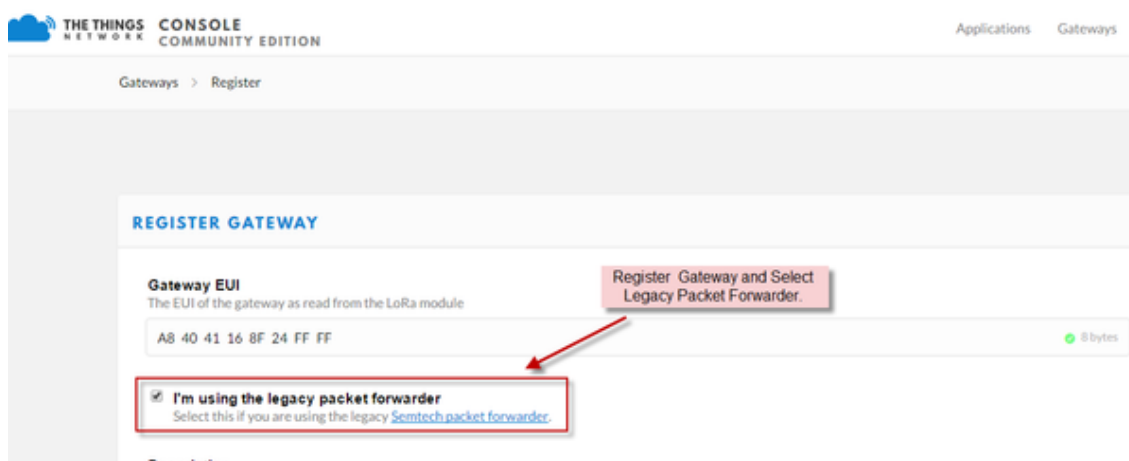 THE THINGS
NETWORK
CONSOLE
COMMUNITY EDITION
Applications Gateways
Gateways > Register
REGISTER GATEWAY
Gateway EUI
The EUI of the gateway as read from the LoRa module
Register Gateway and Select
Legacy Packet Forwarder.
A8 40 41 16 8F 24 FF FF
8 bytes
I'm using the legacy packet forwarder
Select this if you are using the legacy Semtech packet forwarder.